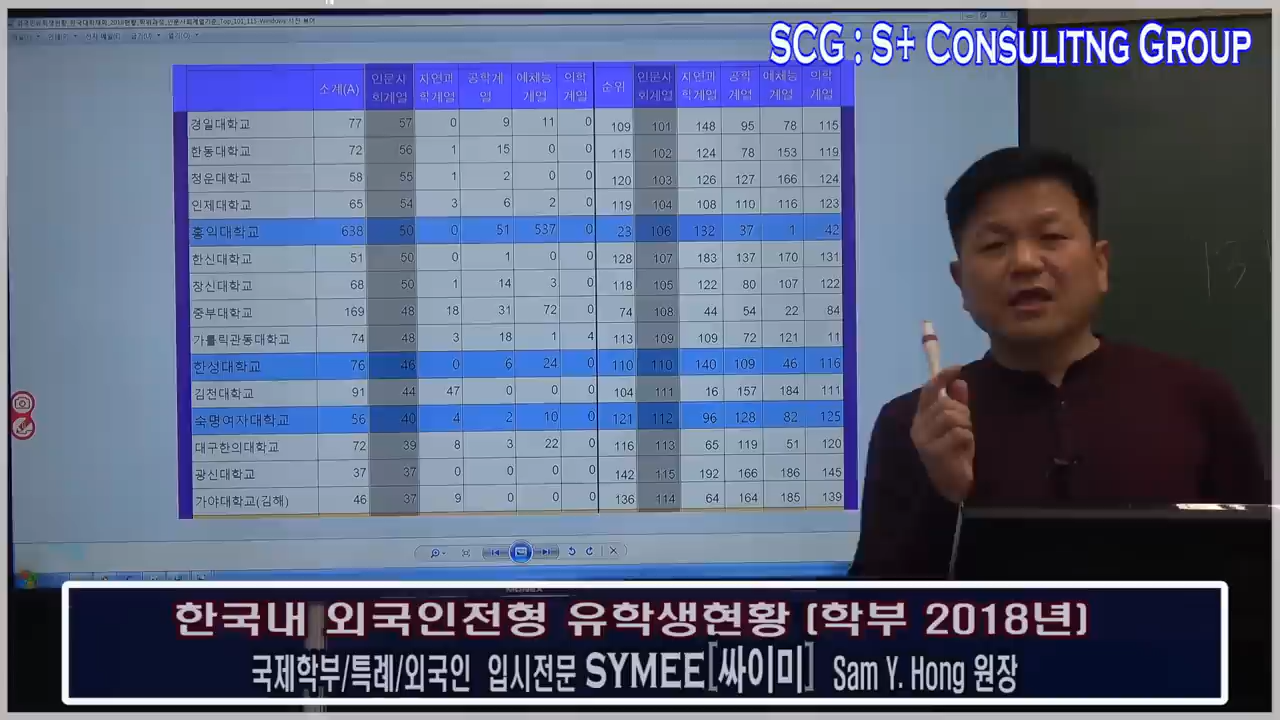 SCG : S+ CONSULITNG GROUP
소계(A) 인문사회계열 자연과학계열 공학계열 예체능계열 의학계열 순위 인문사회계열 자연과학계열 공학계열 예체능계열 의학계열
경일대학교 77 57 0 9 11 0 109 101 148 95 78 115
한동대학교 72 56 1 15 0 0 115 102 124 78 153 119
청운대학교 58 55 1 2 0 0 120 103 126 127 166 124
인제대학교 65 54 3 6 2 0 119 104 108 110 116 123
홍익대학교 638 50 0 51 537 0 23 106 132 37 1 42
한신대학교 51 50 0 1 0 0 128 107 183 137 170 131
창신대학교 68 50 1 14 3 0 118 105 122 80 107 122
중부대학교 169 48 18 31 72 0 74 108 44 54 22 84
가톨릭관동대학교 74 48 3 18 1 4 113 109 109 72 121 11
한성대학교 76 46 0 6 24 0 110 110 140 109 46 116
김천대학교 91 44 47 0 0 0 104 111 16 157 184 111
숙명여자대학교 56 40 4 2 10 0 121 112 96 128 82 125
대구한의대학교 72 39 8 3 22 0 116 113 65 119 51 120
광신대학교 37 37 0 0 0 0 142 115 192 166 186 145
가야대학교(김해) 46 37 9 0 0 0 136 114 64 164 185 139
한국내 외국인전형 유학생현황 (학부 2018년)
국제학부/특례/외국인 입시전문 SYMEE[싸이미] Sam Y. Hong 원장